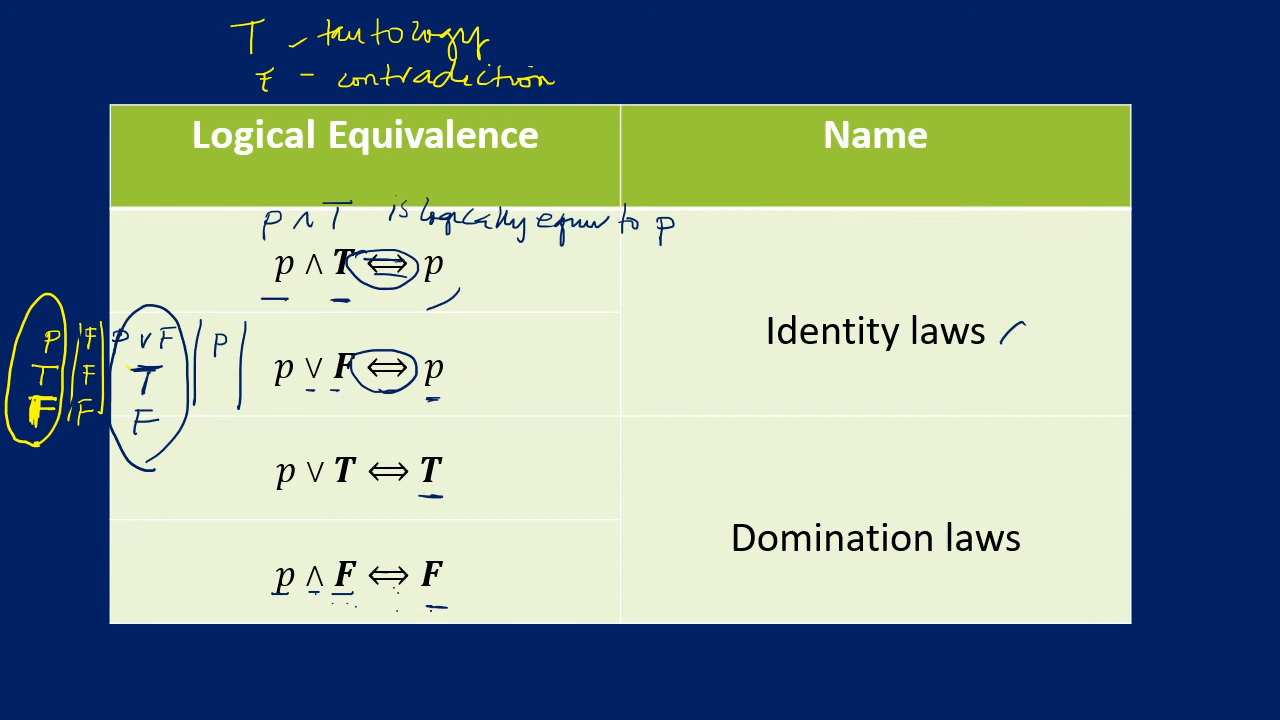 T - tautology
F - contradiction
Logical Equivalence Name
p ∧ T is logically equiv to p
p ∧ T ⟺ p
Identity laws
P F P ∨ F P
T F T
F F F
p ∨ F ⟺ p
p ∨ T ⟺ T
Domination laws
p ∧ F ⟺ F